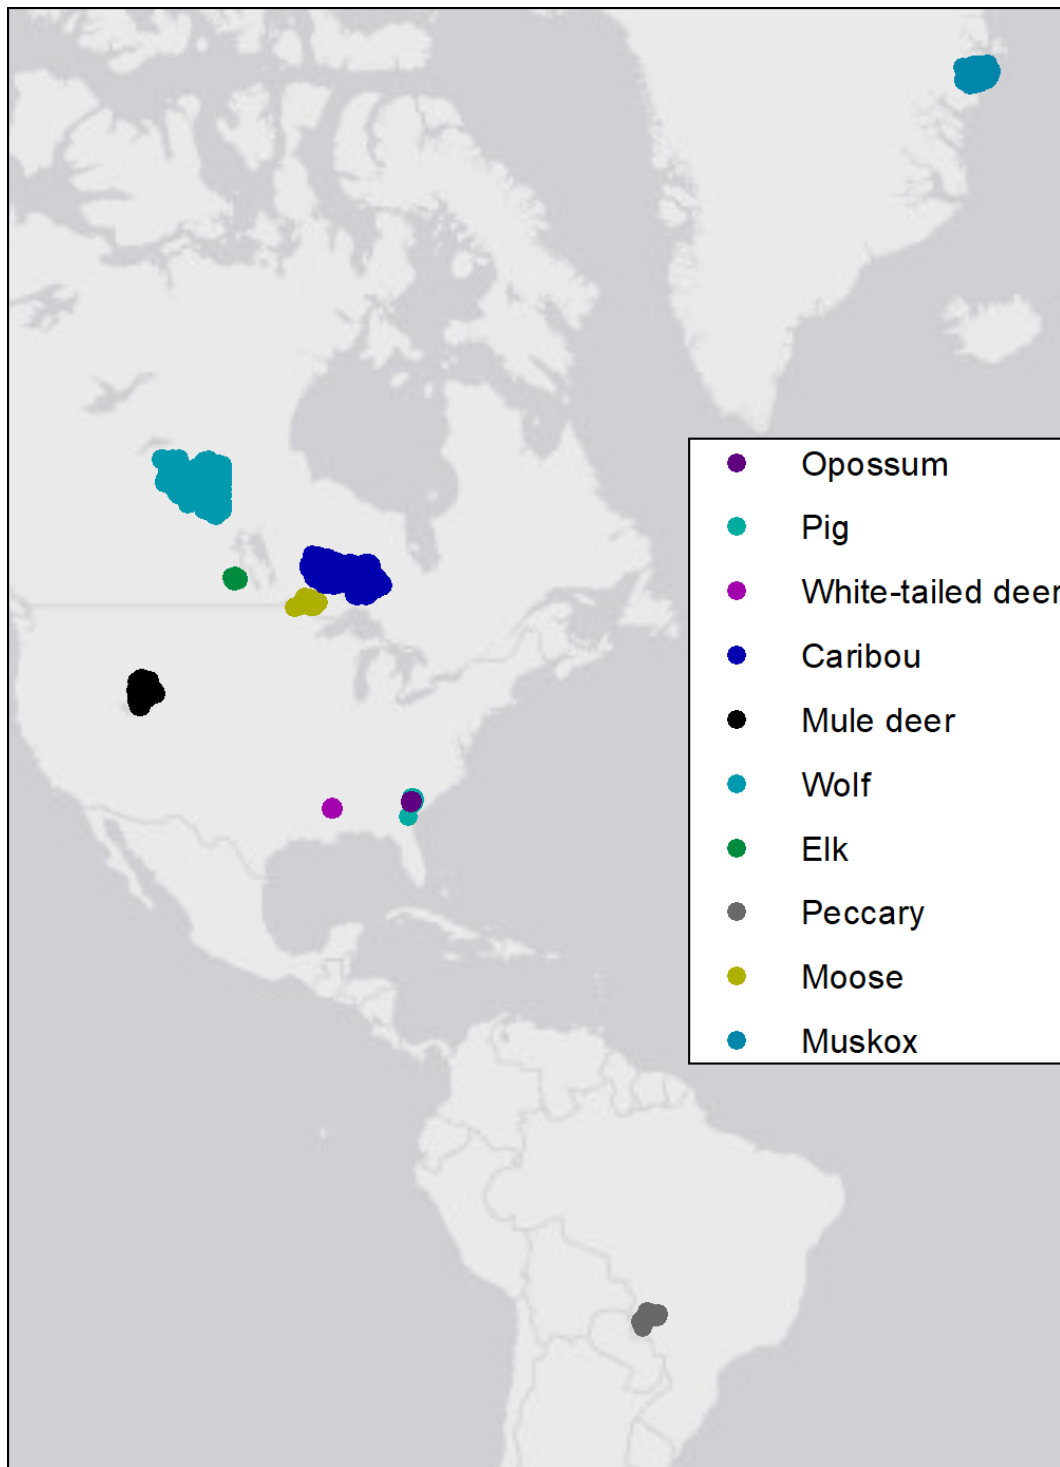 Opossum
Pig
White-tailed deer
Caribou
Mule deer
Wolf
Elk
Peccary
Moose
Muskox